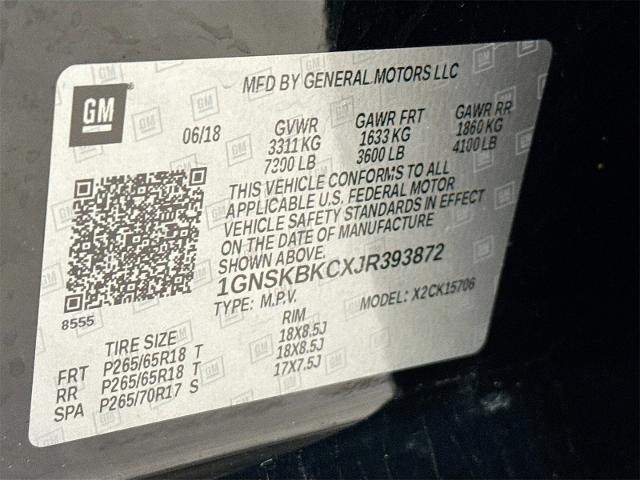 GM
MFD BY GENERAL MOTORS LLC
06/18
GVWR
3311 KG
7300 LB
GAWR FRT
1633 KG
3600 LB
GAWR RR
1860 KG
4100 LB
THIS VEHICLE CONFORMS TO ALL
APPLICABLE U.S. FEDERAL MOTOR
VEHICLE SAFETY STANDARDS IN EFFECT
ON THE DATE OF MANUFACTURE
SHOWN ABOVE.
1GNSKBKCXJR393872
8555
TYPE: M.P.V.
MODEL: X2CK15706
TIRE SIZE RIM
FRT P265/65R18 T 18X8.5J
RR P265/65R18 T 18X8.5J
SPA P265/70R17 S 17X7.5J